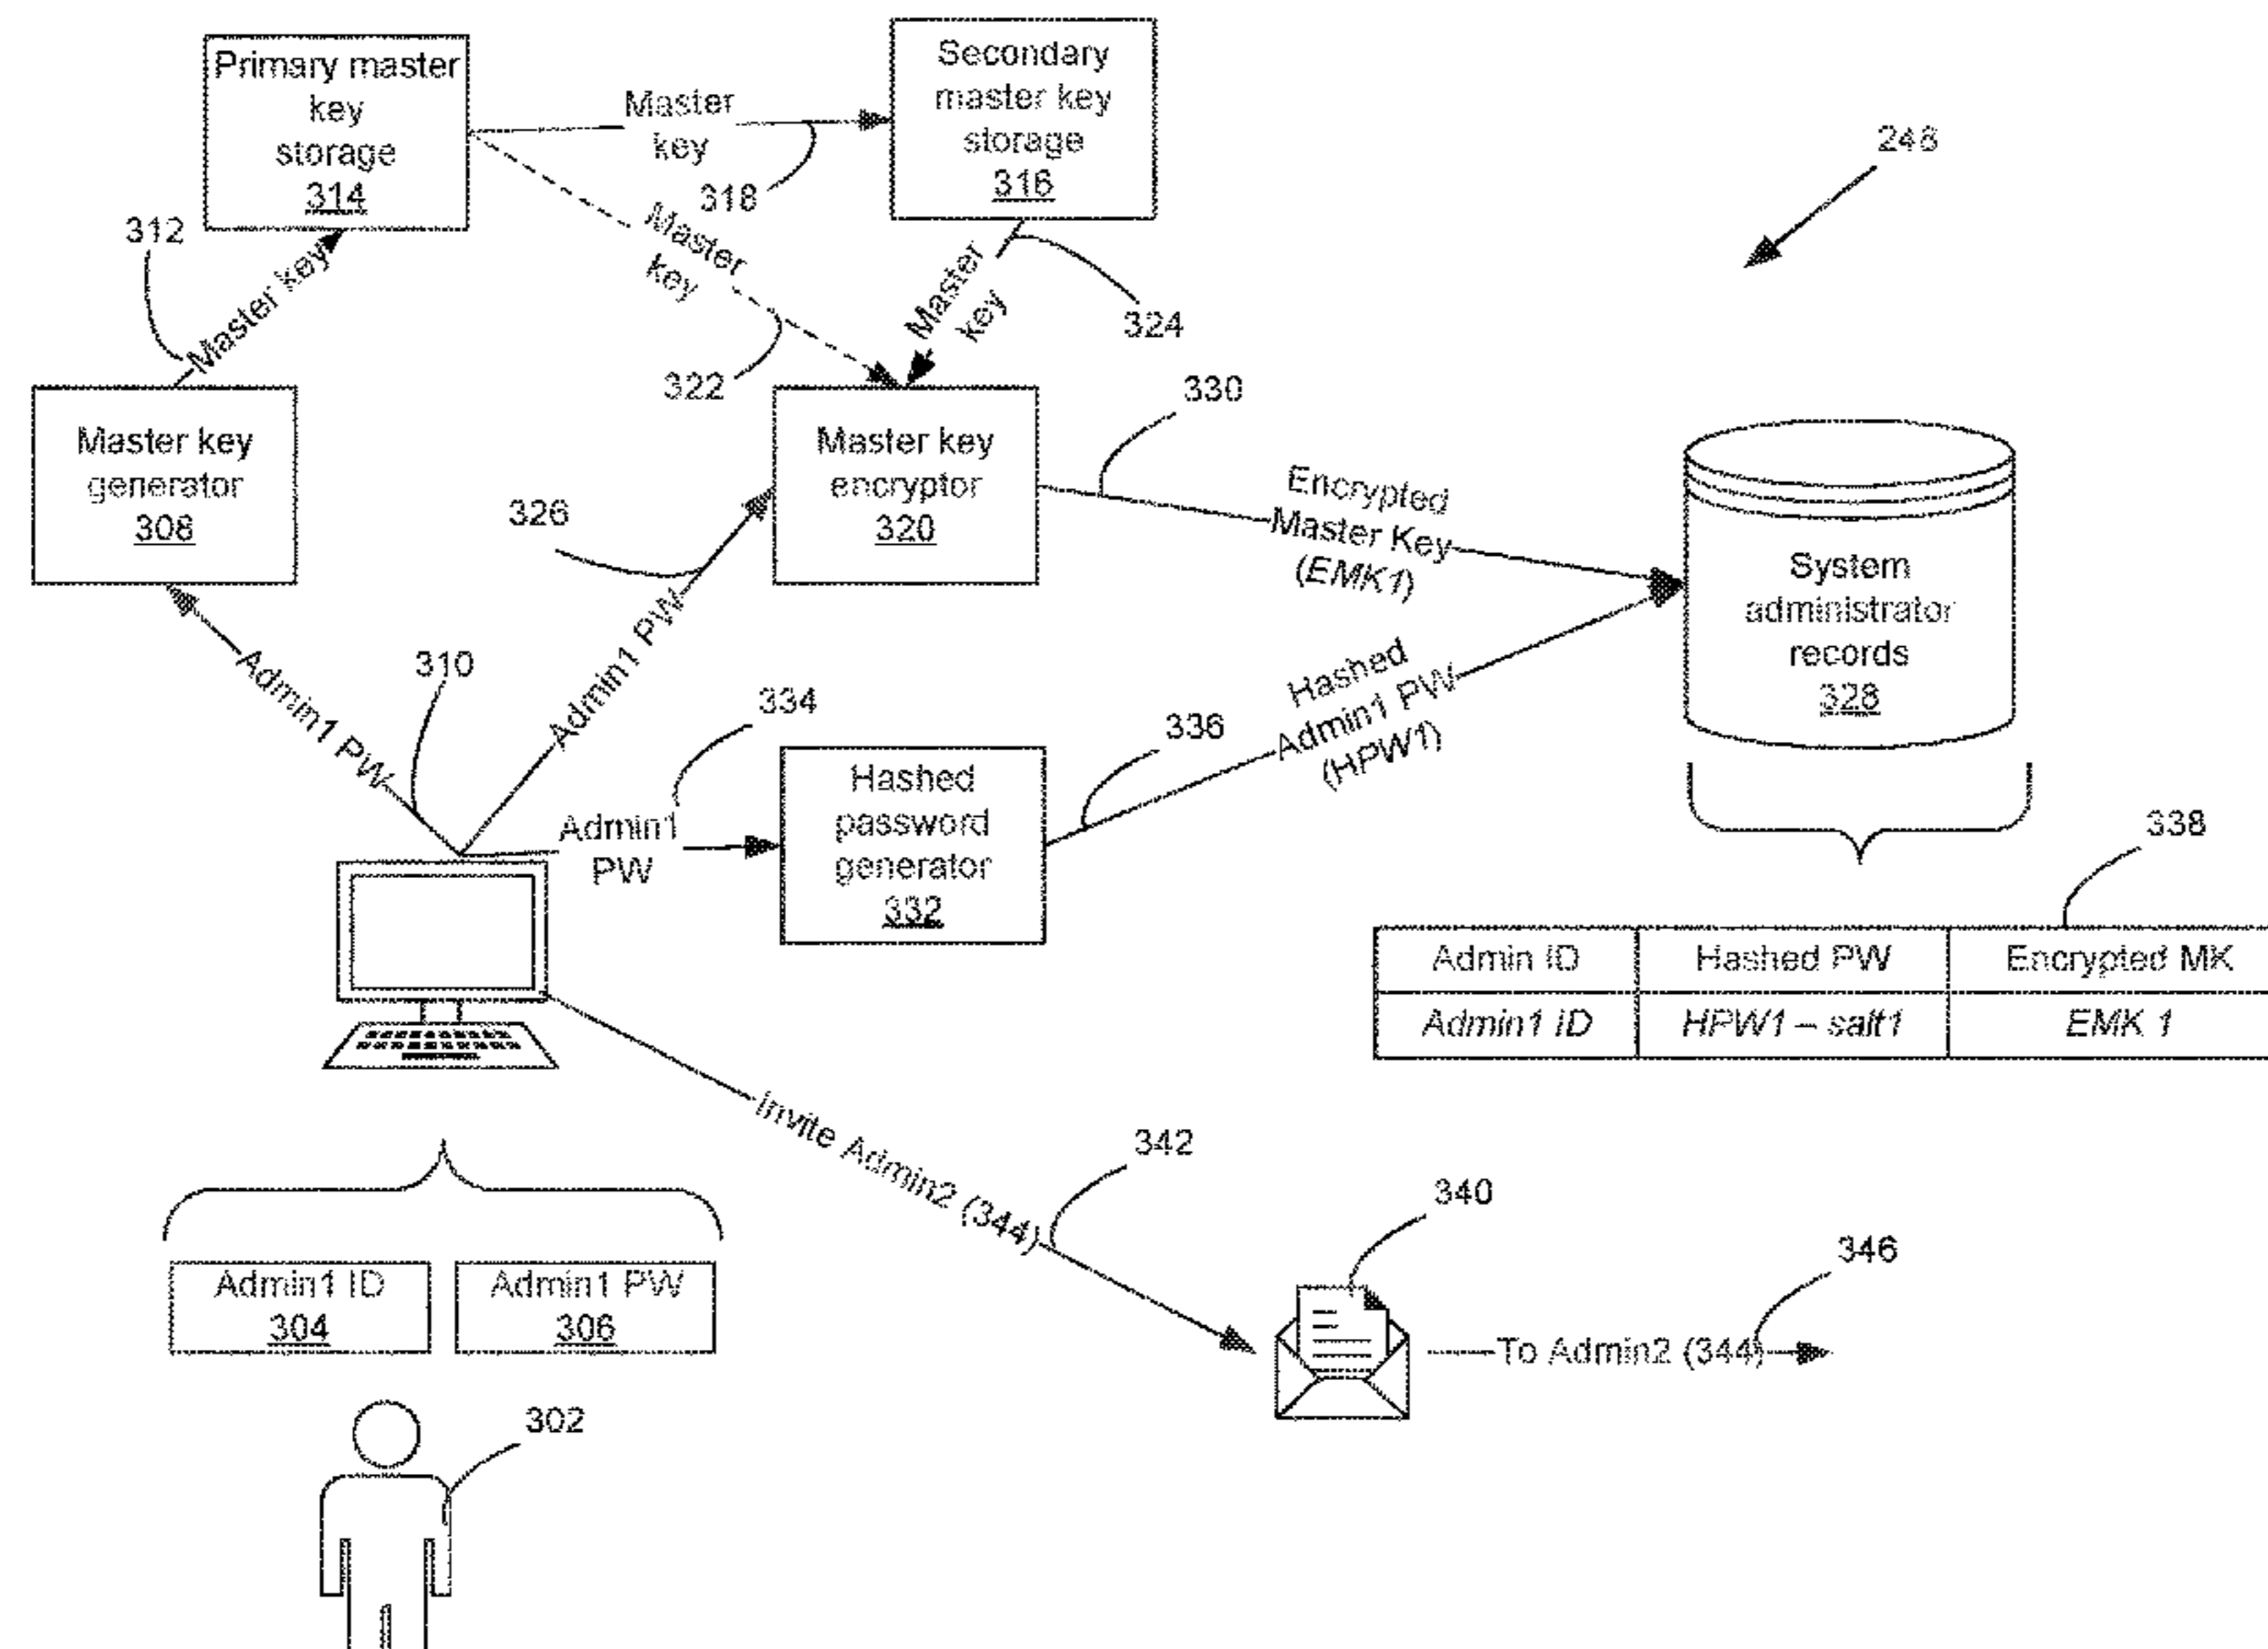 Primary master
key
storage
314
Secondary
master key
storage
316
Master
key
318
248
312
Master key
Master
key
322
Master
key
324
Master key
generator
308
Master key
encryptor
320
330
Encrypted
Master Key
(EMK1)
326
System
administrator
records
328
Admin1 PW
310
Admin1 PW
334
Admin1
PW
Hashed
password
generator
332
336
Hashed
Admin1 PW
(HPW1)
338
Admin ID Hashed PW Encrypted MK
Admin1 ID HPW1 – salt1 EMK 1
Invite Admin2 (344)
342
340
346
To Admin2 (344)
Admin1 ID
304
Admin1 PW
306
302